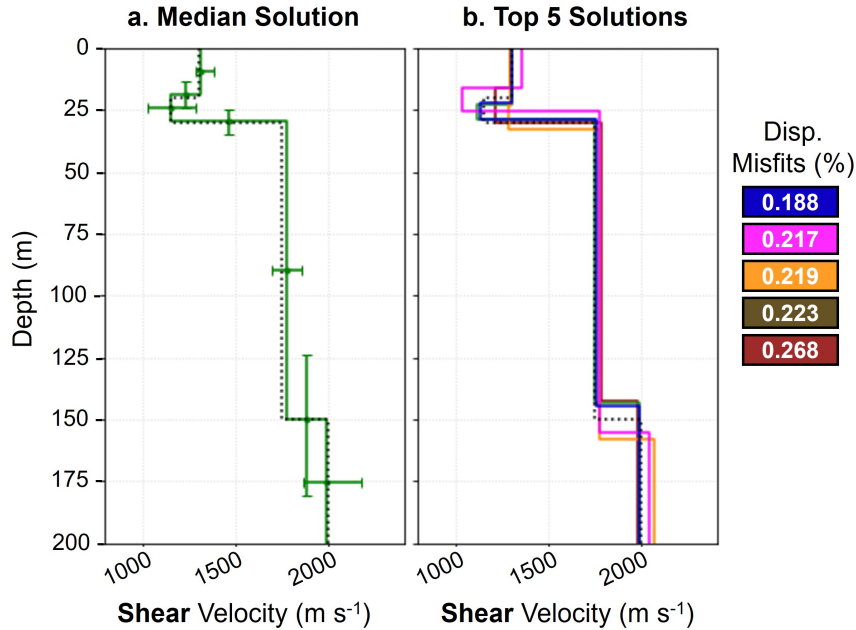 a. Median Solution
b. Top 5 Solutions
0
25
50
75
100
125
150
175
200
Depth (m)
1000
1500
2000
1000
1500
2000
Shear Velocity (m s-1)
Shear Velocity (m s-1)
Disp.
Misfits (%)
0.188
0.217
0.219
0.223
0.268